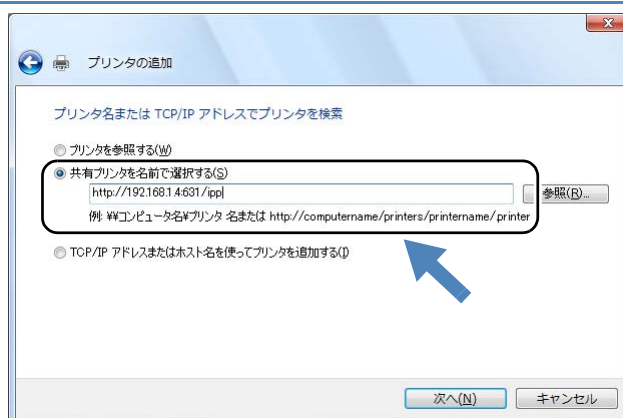 プリンタの追加
プリンタ名または TCP/IP アドレスでプリンタを検索
プリンタを参照する(W)
共有プリンタを名前で選択する(S)
http://192.168.1.4:631/ipp
参照(R)...
例: ¥¥コンピュータ名¥プリンタ 名または http://computername/printers/printername/printer
TCP/IP アドレスまたはホスト名を使ってプリンタを追加する(I)
次へ(N)
キャンセル